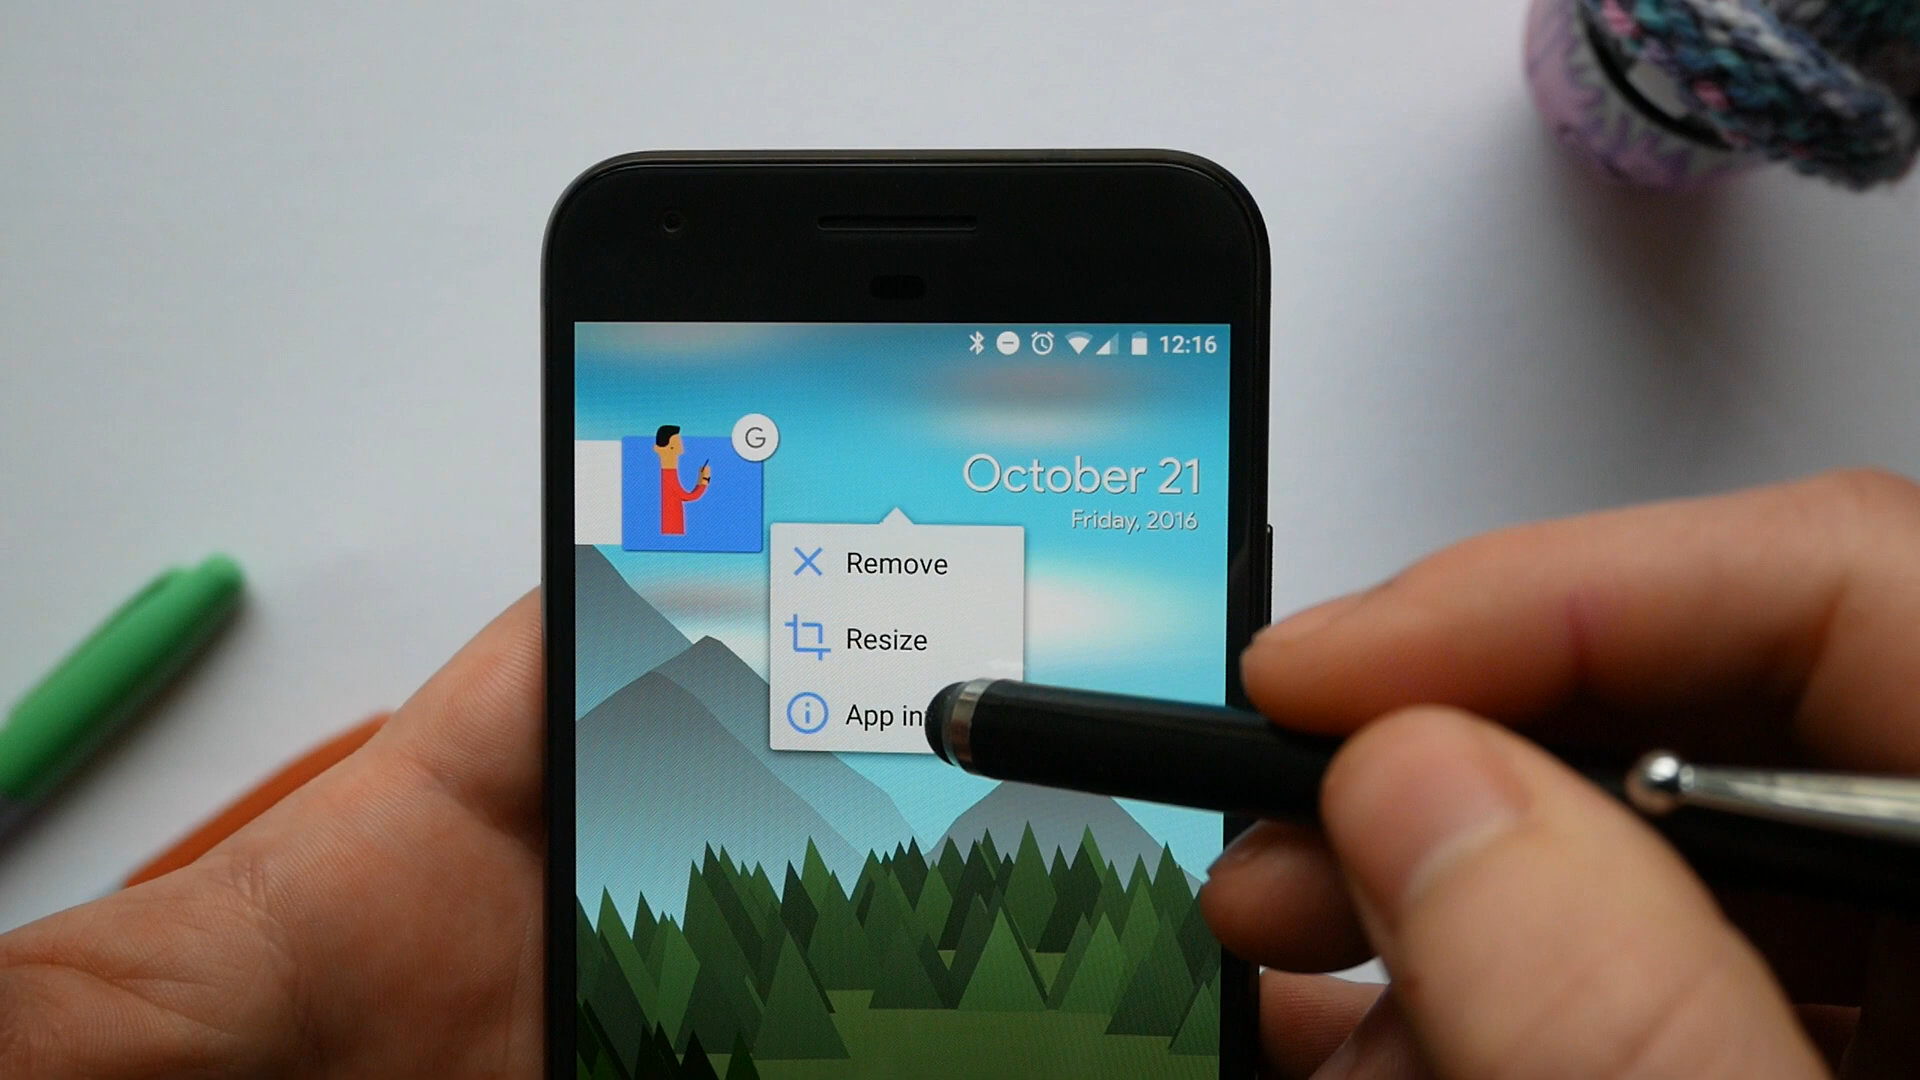 12:16
G
October 21
Friday, 2016
Remove
Resize
App in